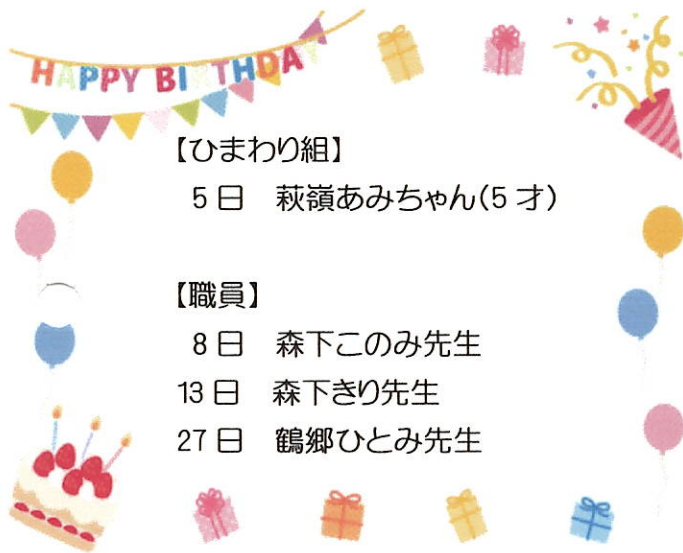 HAPPY BIRTHDAY
【ひまわり組】
5日 萩嶺あみちゃん(5才)
【職員】
8日 森下このみ先生
13日 森下きり先生
27日 鶴郷ひとみ先生